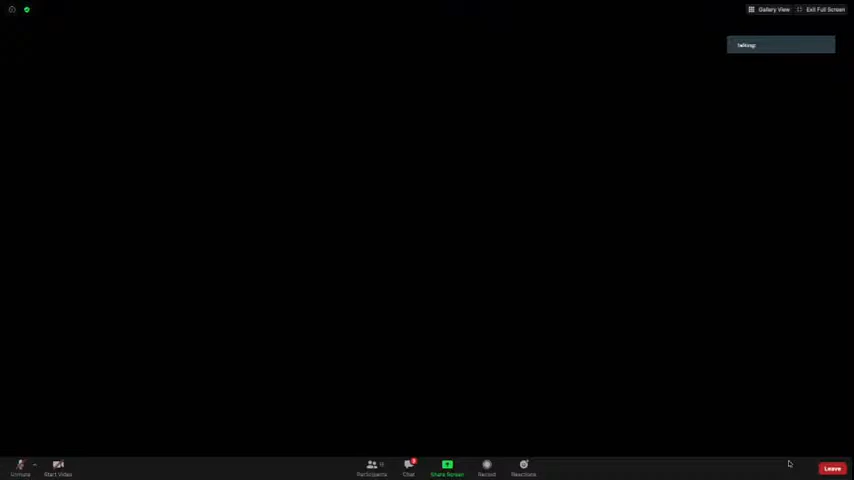 Gallery View Exit Full Screen
Talking:
Unmute Start Video Participants Chat Share Screen Record Reactions Leave